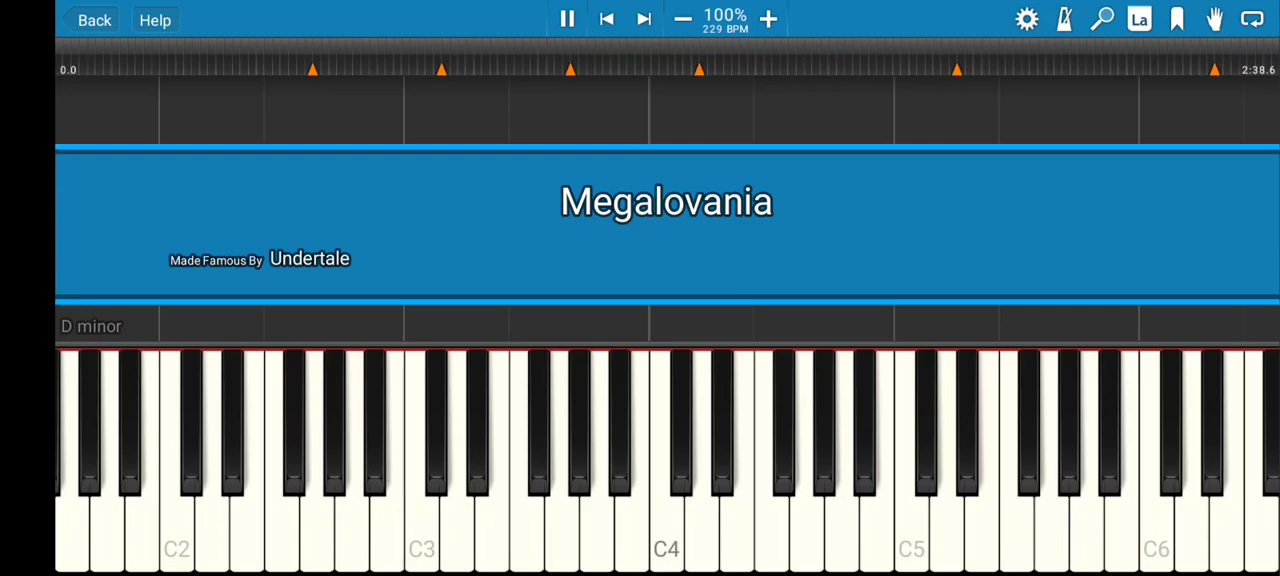 Back Help 100% La
229 BPM
0.0 2:38.6
Megalovania
Made Famous By Undertale
D minor
C2 C3 C4 C5 C6